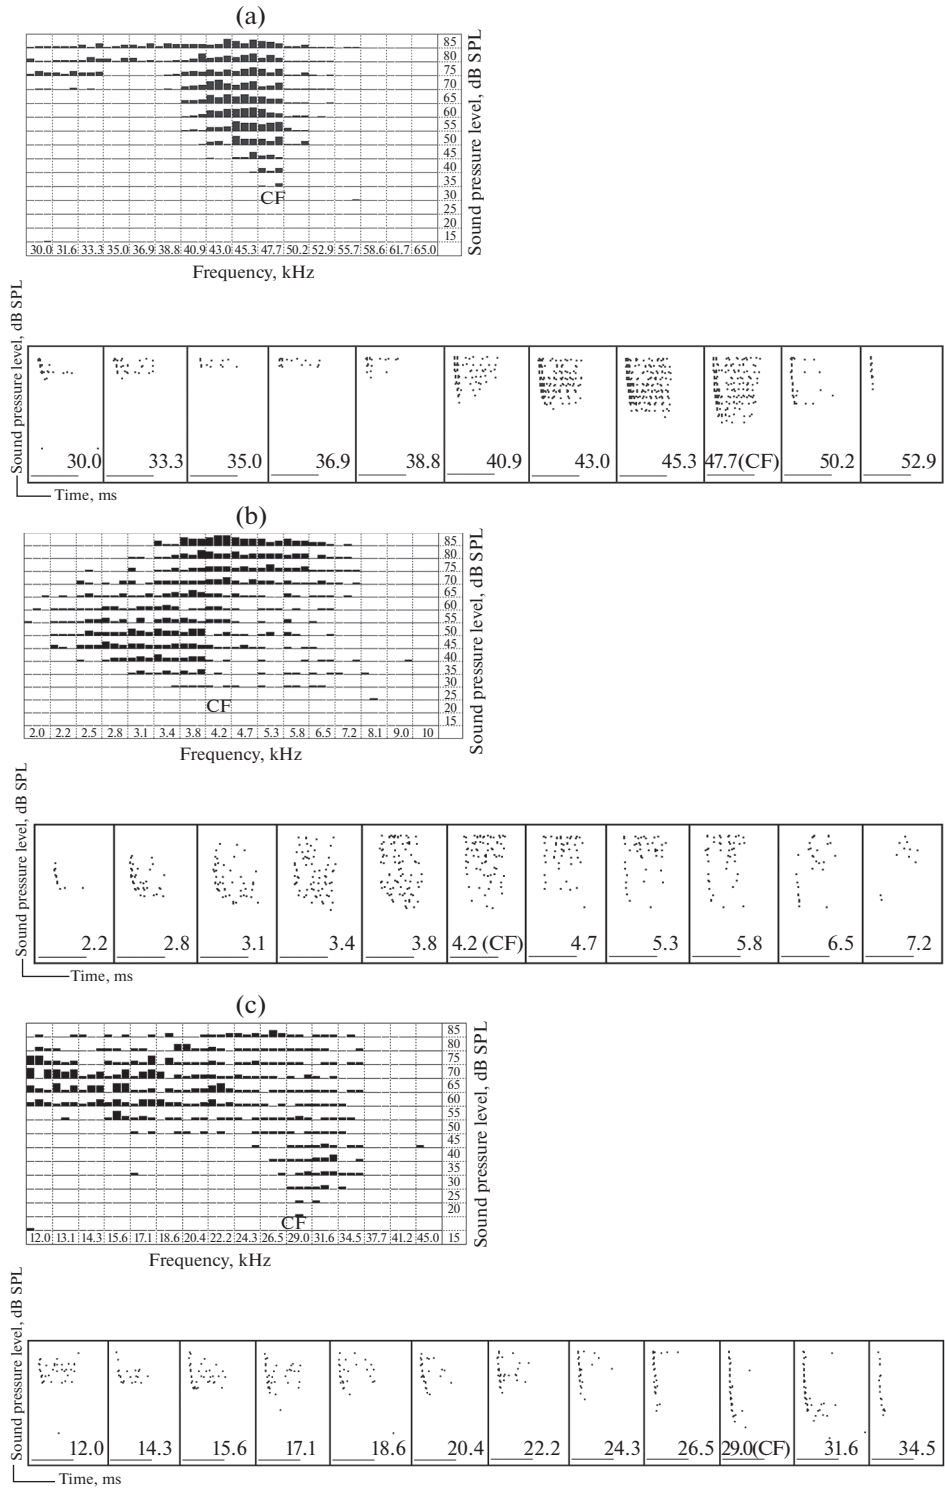 (a)
85
80
75
70
65
60
55
50
45
40
35
30
20
20
15
CF
Sound pressure level, dB SPL
30.0 31.6 33.3 35.0 36.9 38.8 40.9 43.0 45.3 47.7 50.2 52.9 55.7 58.6 61.7 65.0
Frequency, kHz
Sound pressure level, dB SPL
30.0 33.3 35.0 36.9 38.8 40.9 43.0 45.3 47.7(CF) 50.2 52.9
Time, ms
(b)
85
80
75
70
65
60
55
50
45
40
35
30
25
20
15
CF
Sound pressure level, dB SPL
2.0 2.2 2.5 2.8 3.1 3.4 3.8 4.2 4.7 5.3 5.8 6.5 7.2 8.1 9.0 10
Frequency, kHz
Sound pressure level, dB SPL
2.2 2.8 3.1 3.4 3.8 4.2 (CF) 4.7 5.3 5.8 6.5 7.2
Time, ms
(c)
85
80
75
70
65
60
55
50
45
40
35
30
25
20
CF
12.0 13.1 14.3 15.6 17.1 18.6 20.4 22.2 24.3 26.5 29.0 31.6 34.5 37.7 41.2 45.0 15
Sound pressure level, dB SPL
Frequency, kHz
Sound pressure level, dB SPL
12.0 14.3 15.6 17.1 18.6 20.4 22.2 24.3 26.5 29.0(CF) 31.6 34.5
Time, ms